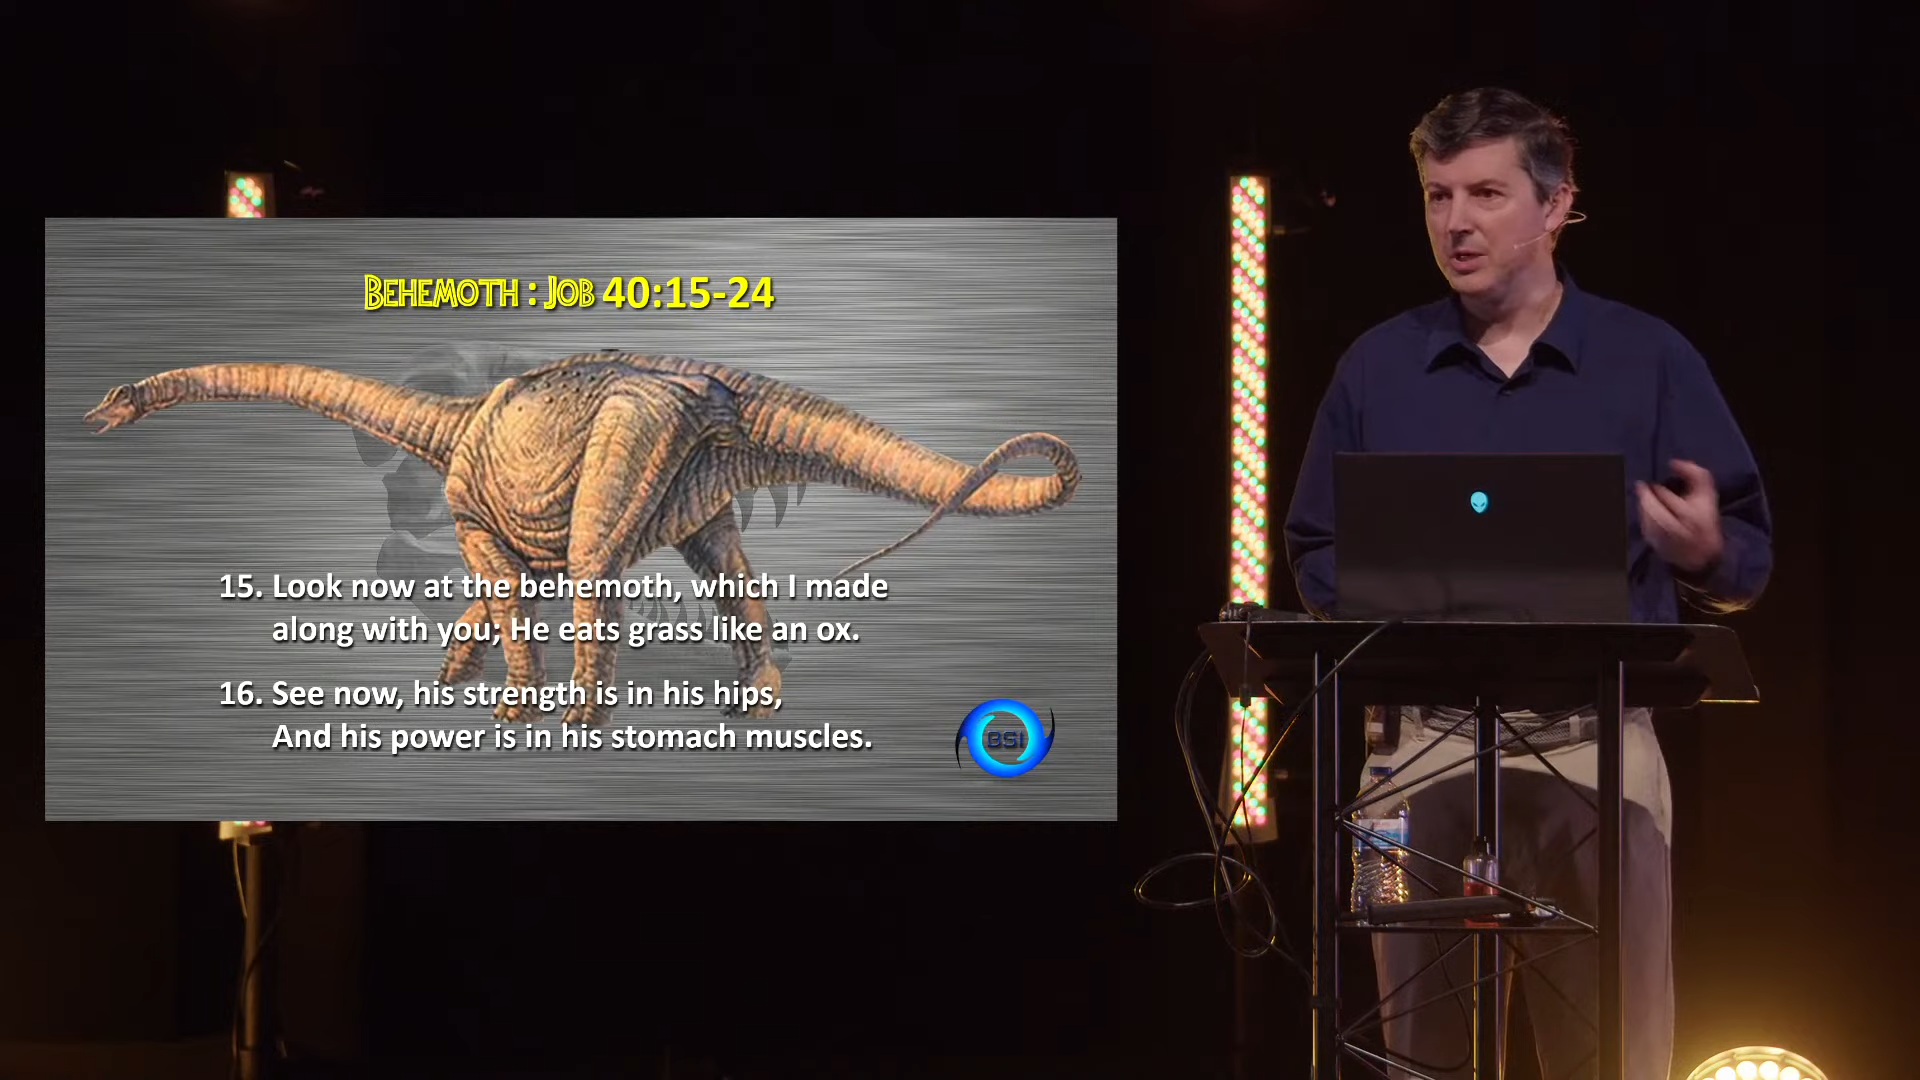 BEHEMOTH : JOB 40:15-24
15. Look now at the behemoth, which I made
along with you; He eats grass like an ox.
16. See now, his strength is in his hips,
And his power is in his stomach muscles.
BSI